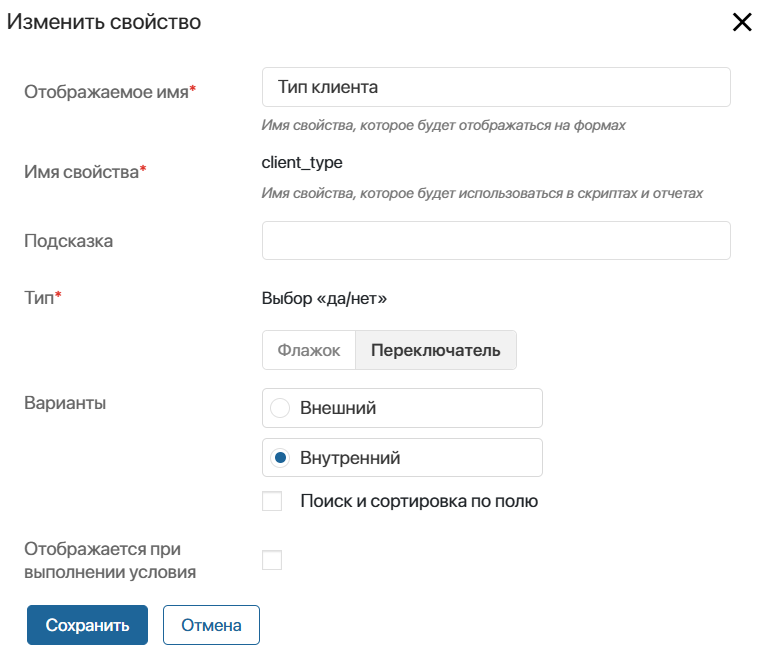 Изменить свойство
Отображаемое имя*
Тип клиента
Имя свойства, которое будет отображаться на формах
Имя свойства*
client_type
Имя свойства, которое будет использоваться в скриптах и отчетах
Подсказка
Тип*
Выбор «да/нет»
Флажок
Переключатель
Варианты
Внешний
Внутренний
Поиск и сортировка по полю
Отображается при
выполнении условия
Сохранить
Отмена